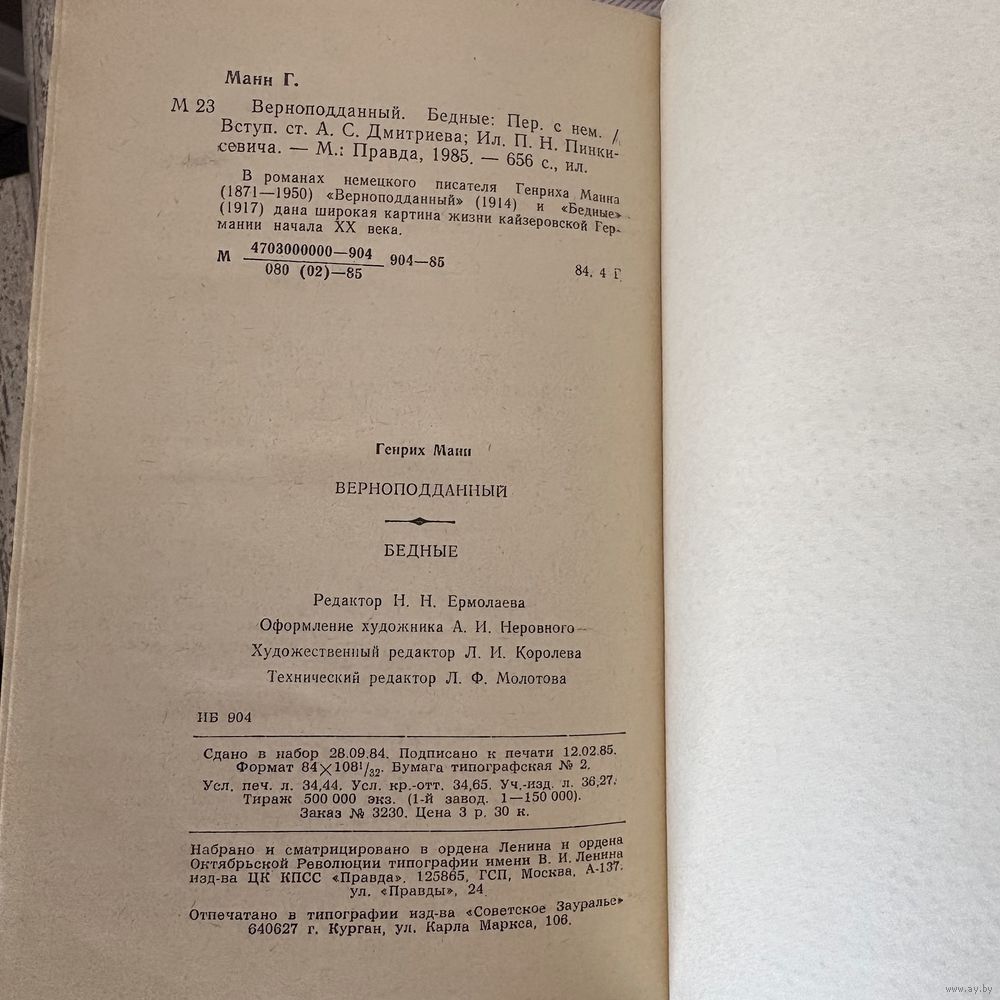 Манн Г.
М 23 Верноподданный. Бедные: Пер. с нем. /
Вступ. ст. А. С. Дмитриева; Ил. П. Н. Пинки-
севича. — М.: Правда, 1985. — 656 с., ил.
В романах немецкого писателя Генриха Манна
(1871—1950) «Верноподданный» (1914) и «Бедные»
(1917) дана широкая картина жизни кайзеровской Гер-
мании начала XX века.
М 4703000000—904 904—85
080 (02)—85 84. 4 Г
Генрих Манн
ВЕРНОПОДДАННЫЙ
БЕДНЫЕ
Редактор Н. Н. Ермолаева
Оформление художника А. И. Неровного
Художественный редактор Л. И. Королева
Технический редактор Л. Ф. Молотова
ИБ 904
Сдано в набор 28.09.84. Подписано к печати 12.02.85.
Формат 84×108¹/₃₂. Бумага типографская № 2.
Усл. печ. л. 34,44. Усл. кр.-отт. 34,65. Уч.-изд. л. 36,27.
Тираж 500 000 экз. (1-й завод. 1—150 000).
Заказ № 3230. Цена 3 р. 30 к.
Набрано и сматрицировано в ордена Ленина и ордена
Октябрьской Революции типографии имени В. И. Ленина
изд-ва ЦК КПСС «Правда». 125865, ГСП, Москва, А-137,
ул. «Правды», 24
Отпечатано в типографии изд-ва «Советское Зауралье»
640627 г. Курган, ул. Карла Маркса, 106.
www.ay.by